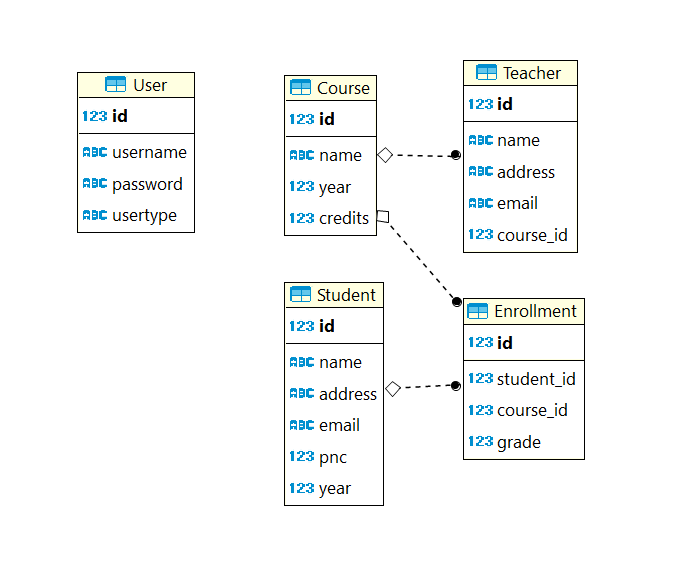 User
123 id
ABC username
ABC password
ABC usertype
Course
123 id
ABC name
123 year
123 credits
Teacher
123 id
ABC name
ABC address
ABC email
123 course_id
Student
123 id
ABC name
ABC address
ABC email
123 pnc
123 year
Enrollment
123 id
123 student_id
123 course_id
123 grade